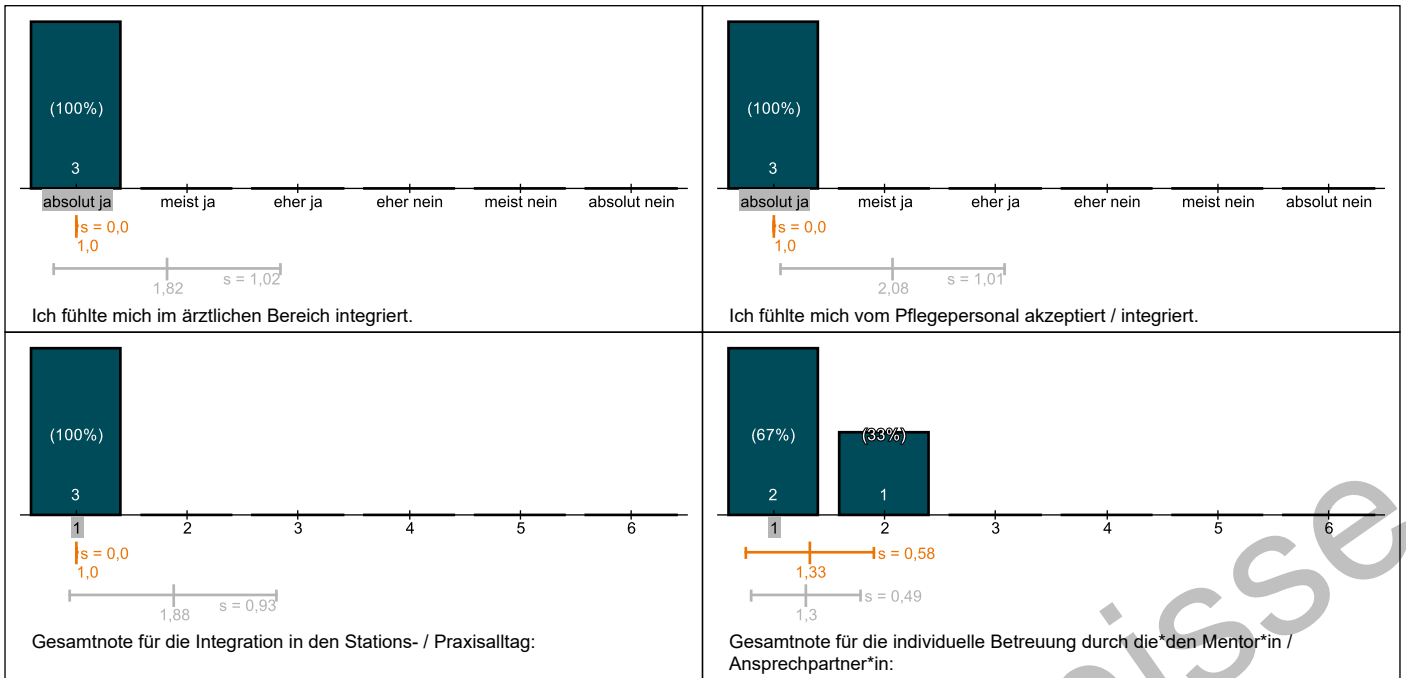 (100%)
3
absolut ja meist ja eher ja eher nein meist nein absolut nein
s = 0,0
1,0
s = 1,02
1,82
Ich fühlte mich im ärztlichen Bereich integriert.
(100%)
3
absolut ja meist ja eher ja eher nein meist nein absolut nein
s = 0,0
1,0
s = 1,01
2,08
Ich fühlte mich vom Pflegepersonal akzeptiert / integriert.
(100%)
3
1 2 3 4 5 6
s = 0,0
1,0
s = 0,93
1,88
Gesamtnote für die Integration in den Stations- / Praxisalltag:
(67%) (33%)
2 1
1 2 3 4 5 6
s = 0,58
1,33
s = 0,49
1,3
Gesamtnote für die individuelle Betreuung durch die*den Mentor*in /
Ansprechpartner*in:
isse